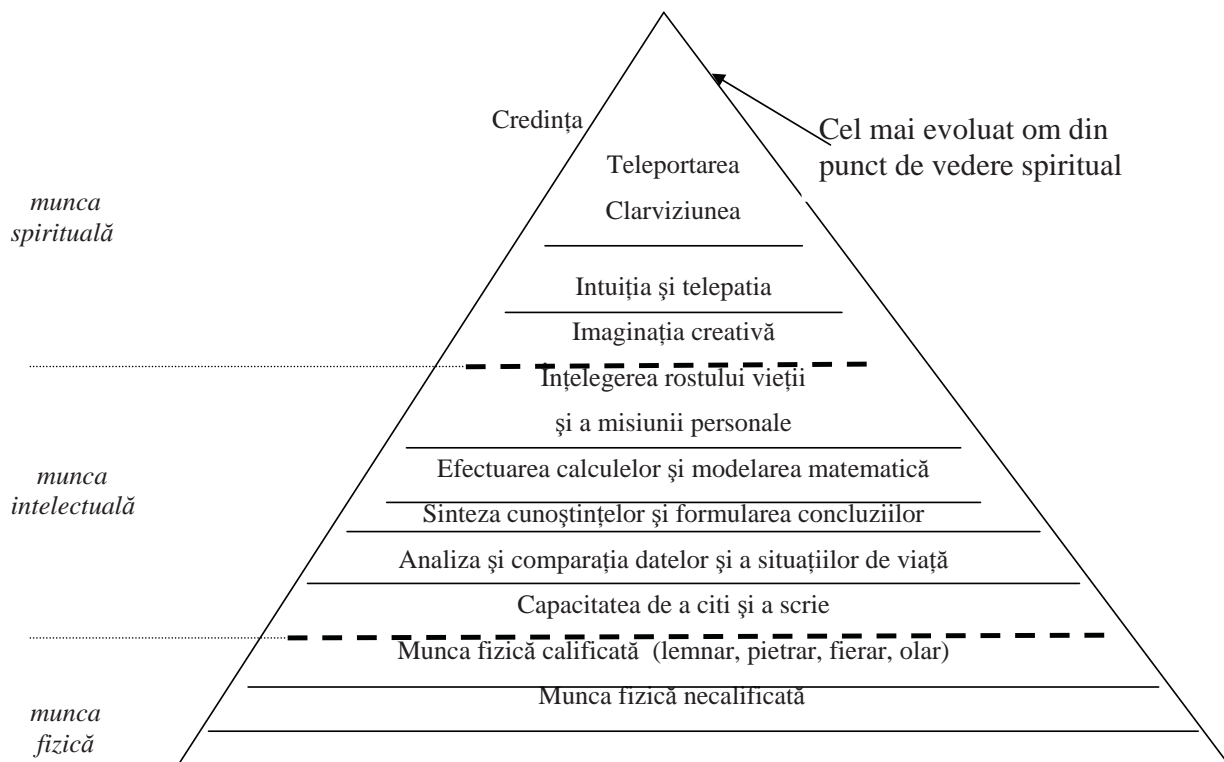 Credința
Cel mai evoluat om din
punct de vedere spiritual
Teleportarea
Clarviziunea
munca
spirituală
Intuiția şi telepatia
Imaginația creativă
Înțelegerea rostului vieții
şi a misiunii personale
Efectuarea calculelor şi modelarea matematică
munca
intelectuală
Sinteza cunoştințelor şi formularea concluziilor
Analiza şi comparația datelor şi a situațiilor de viață
Capacitatea de a citi şi a scrie
Munca fizică calificată (lemnar, pietrar, fierar, olar)
Munca fizică necalificată
munca
fizică